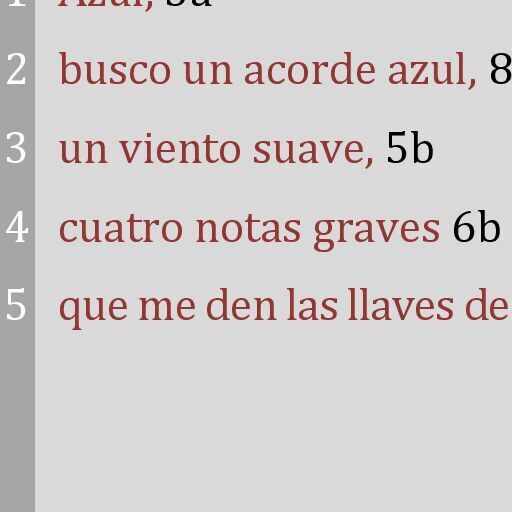 1 Azul, 3a
2 busco un acorde azul, 8
3 un viento suave, 5b
4 cuatro notas graves 6b
5 que me den las llaves de